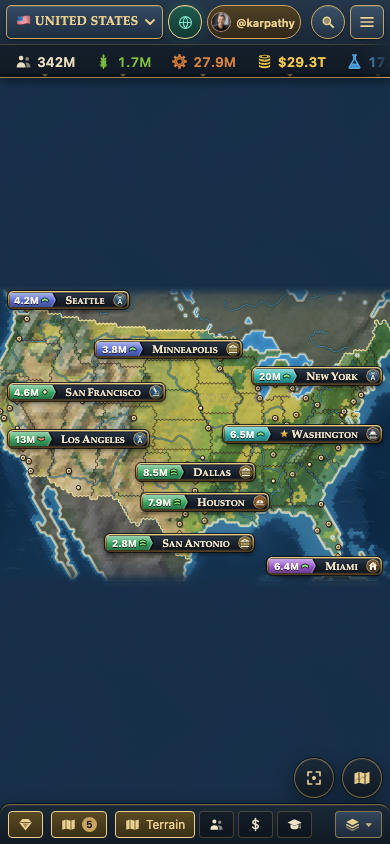 UNITED STATES
@karpathy
342M
1.7M
27.9M
$29.3T
17
4.2M SEATTLE
3.8M MINNEAPOLIS
20M NEW YORK
4.6M SAN FRANCISCO
6.5M ★ WASHINGTON
13M LOS ANGELES
8.5M DALLAS
7.9M HOUSTON
2.8M SAN ANTONIO
6.4M MIAMI
5
Terrain
$